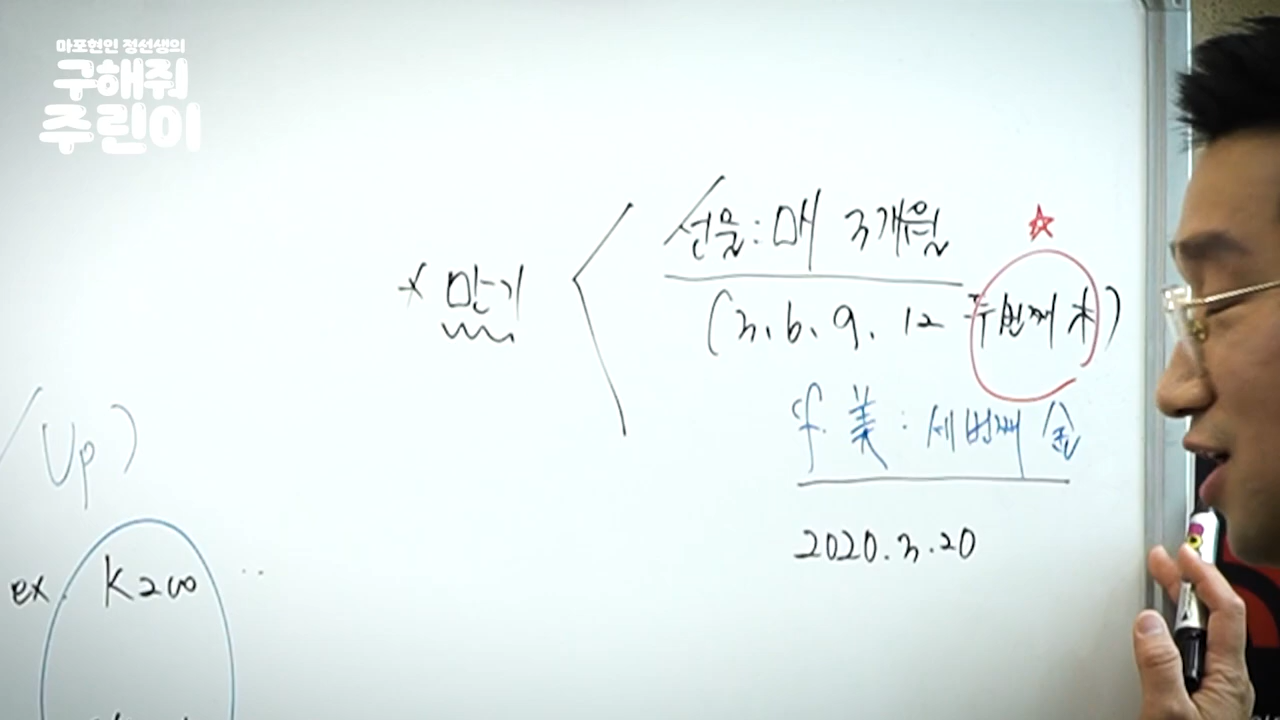 마포현인 정선생의
구해줘
주린이
선물: 매 3개월
* 만기
(3. 6. 9. 12 두번째 木)
cf. 美 : 세번째 金
2020.3.20
(Up)
ex. K200 ..